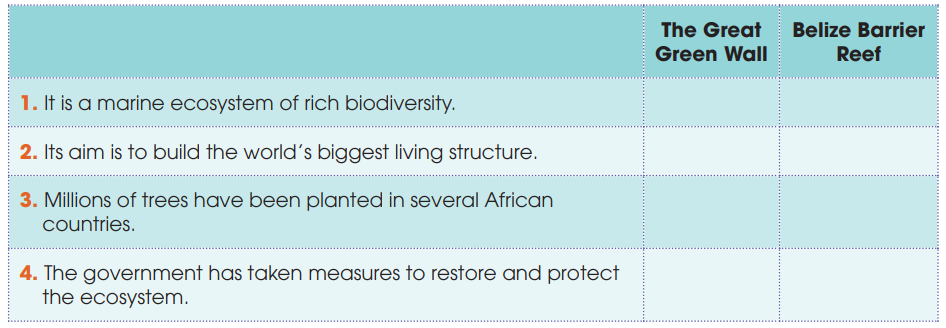 The Great
Green Wall
Belize Barrier
Reef
1. It is a marine ecosystem of rich biodiversity.
2. Its aim is to build the world´s biggest living structure.
3. Millions of trees have been planted in several African
countries.
4. The government has taken measures to restore and protect
the ecosystem.